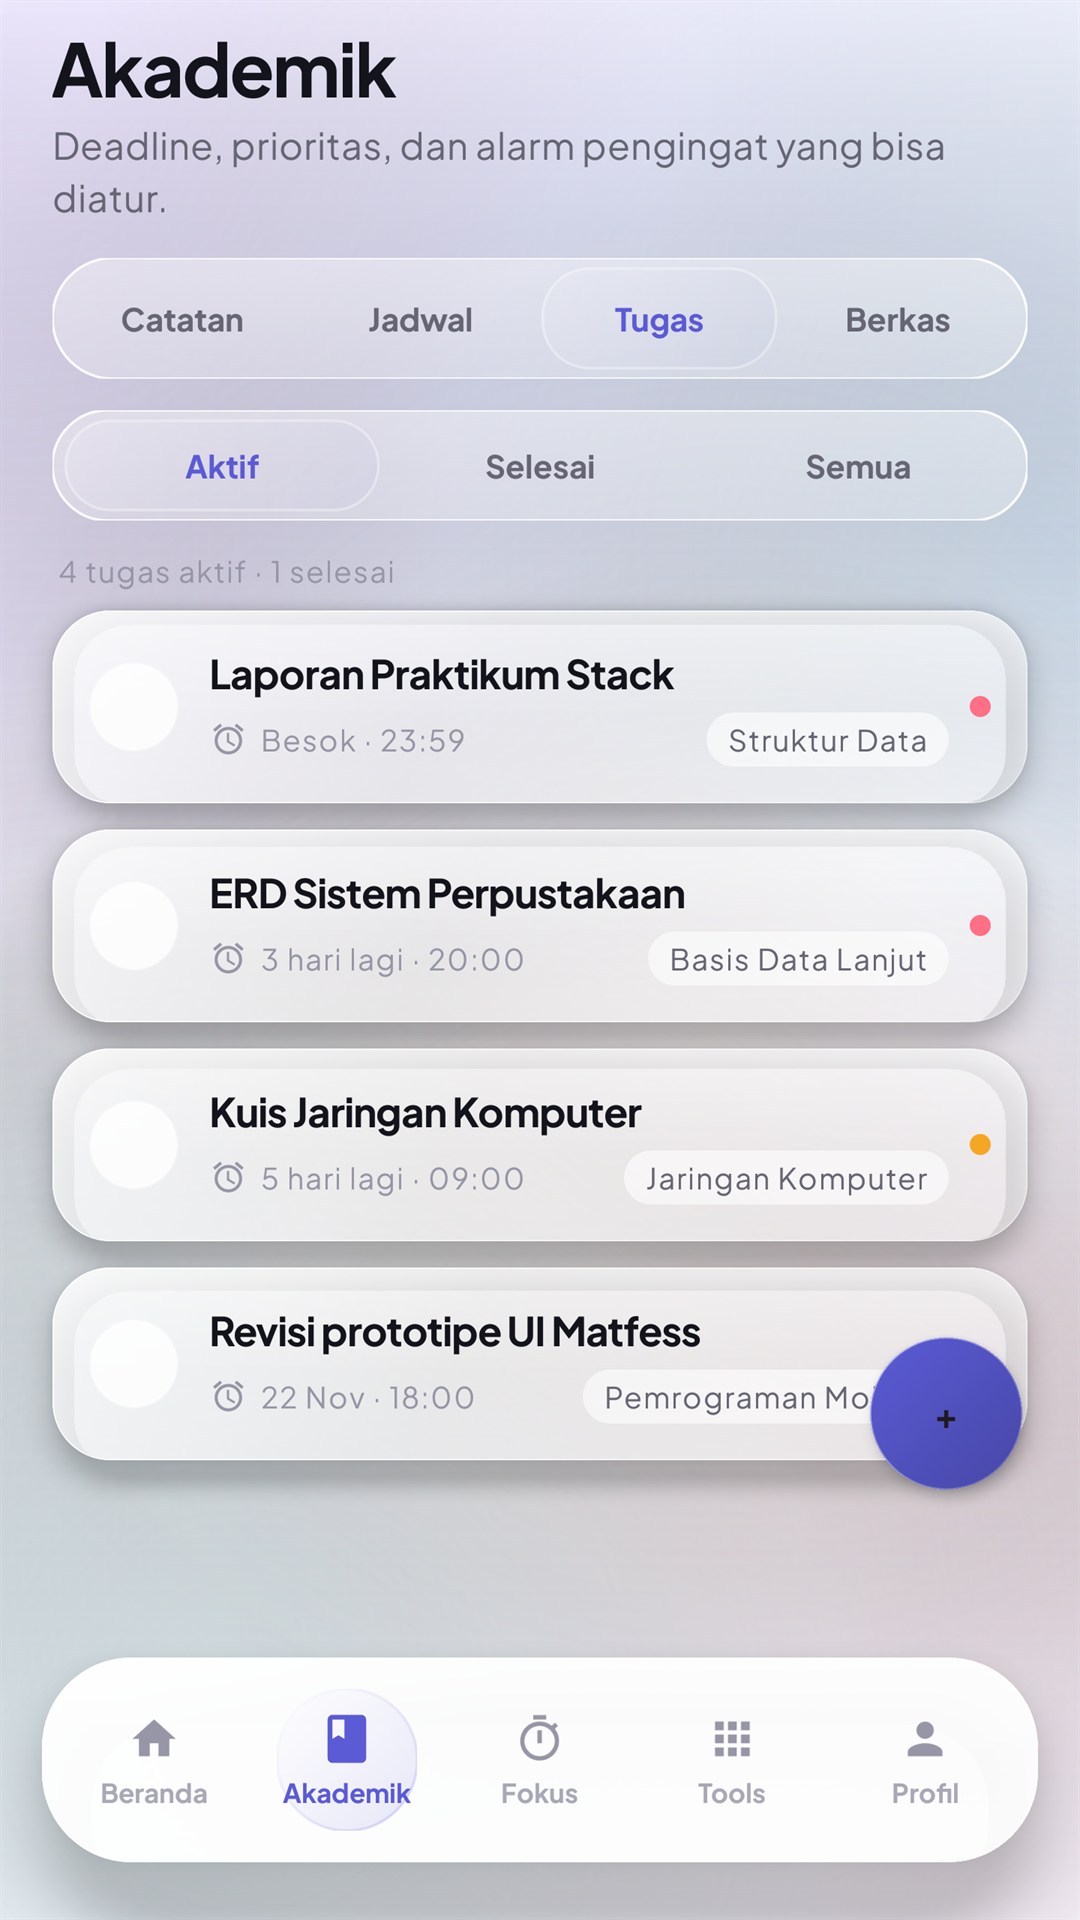 Akademik
Deadline, prioritas, dan alarm pengingat yang bisa
diatur.
Catatan Jadwal Tugas Berkas
Aktif Selesai Semua
4 tugas aktif · 1 selesai
Laporan Praktikum Stack
Besok · 23:59 Struktur Data
ERD Sistem Perpustakaan
3 hari lagi · 20:00 Basis Data Lanjut
Kuis Jaringan Komputer
5 hari lagi · 09:00 Jaringan Komputer
Revisi prototipe UI Matfess
22 Nov · 18:00 Pemrograman
+
Beranda Akademik Fokus Tools Profil